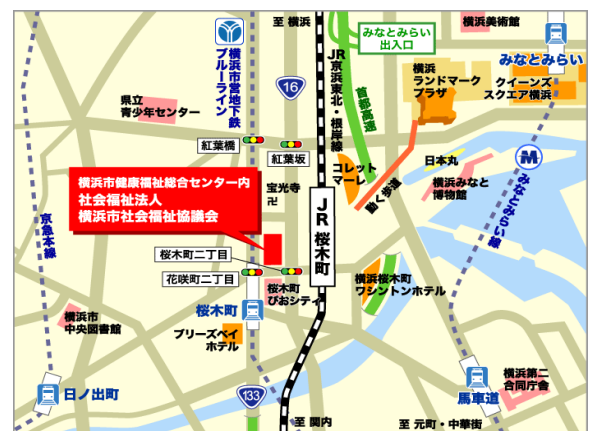 至 横浜
みなとみらい
出入口
横浜美術館
みなとみらい
横浜市営地下鉄
ブルーライン
16
JR京浜東北・根岸線
首都高速
横浜
ランドマーク
プラザ
クイーンズ
スクエア横浜
県立
青少年センター
紅葉橋
紅葉坂
コレット
マーレ
動く歩道
日本丸
横浜みなと
博物館
M
みなとみらい線
横浜市健康福祉総合センター内
社会福祉法人
横浜市社会福祉協議会
宝光寺
卍
JR桜木町
京急本線
桜木町二丁目
花咲町二丁目
桜木町
ぴおシティ
横浜桜木町
ワシントンホテル
桜木町
ブリーズベイ
ホテル
横浜市
中央図書館
日ノ出町
133
至 関内
馬車道
横浜第二
合同庁舎
至 元町・中華街